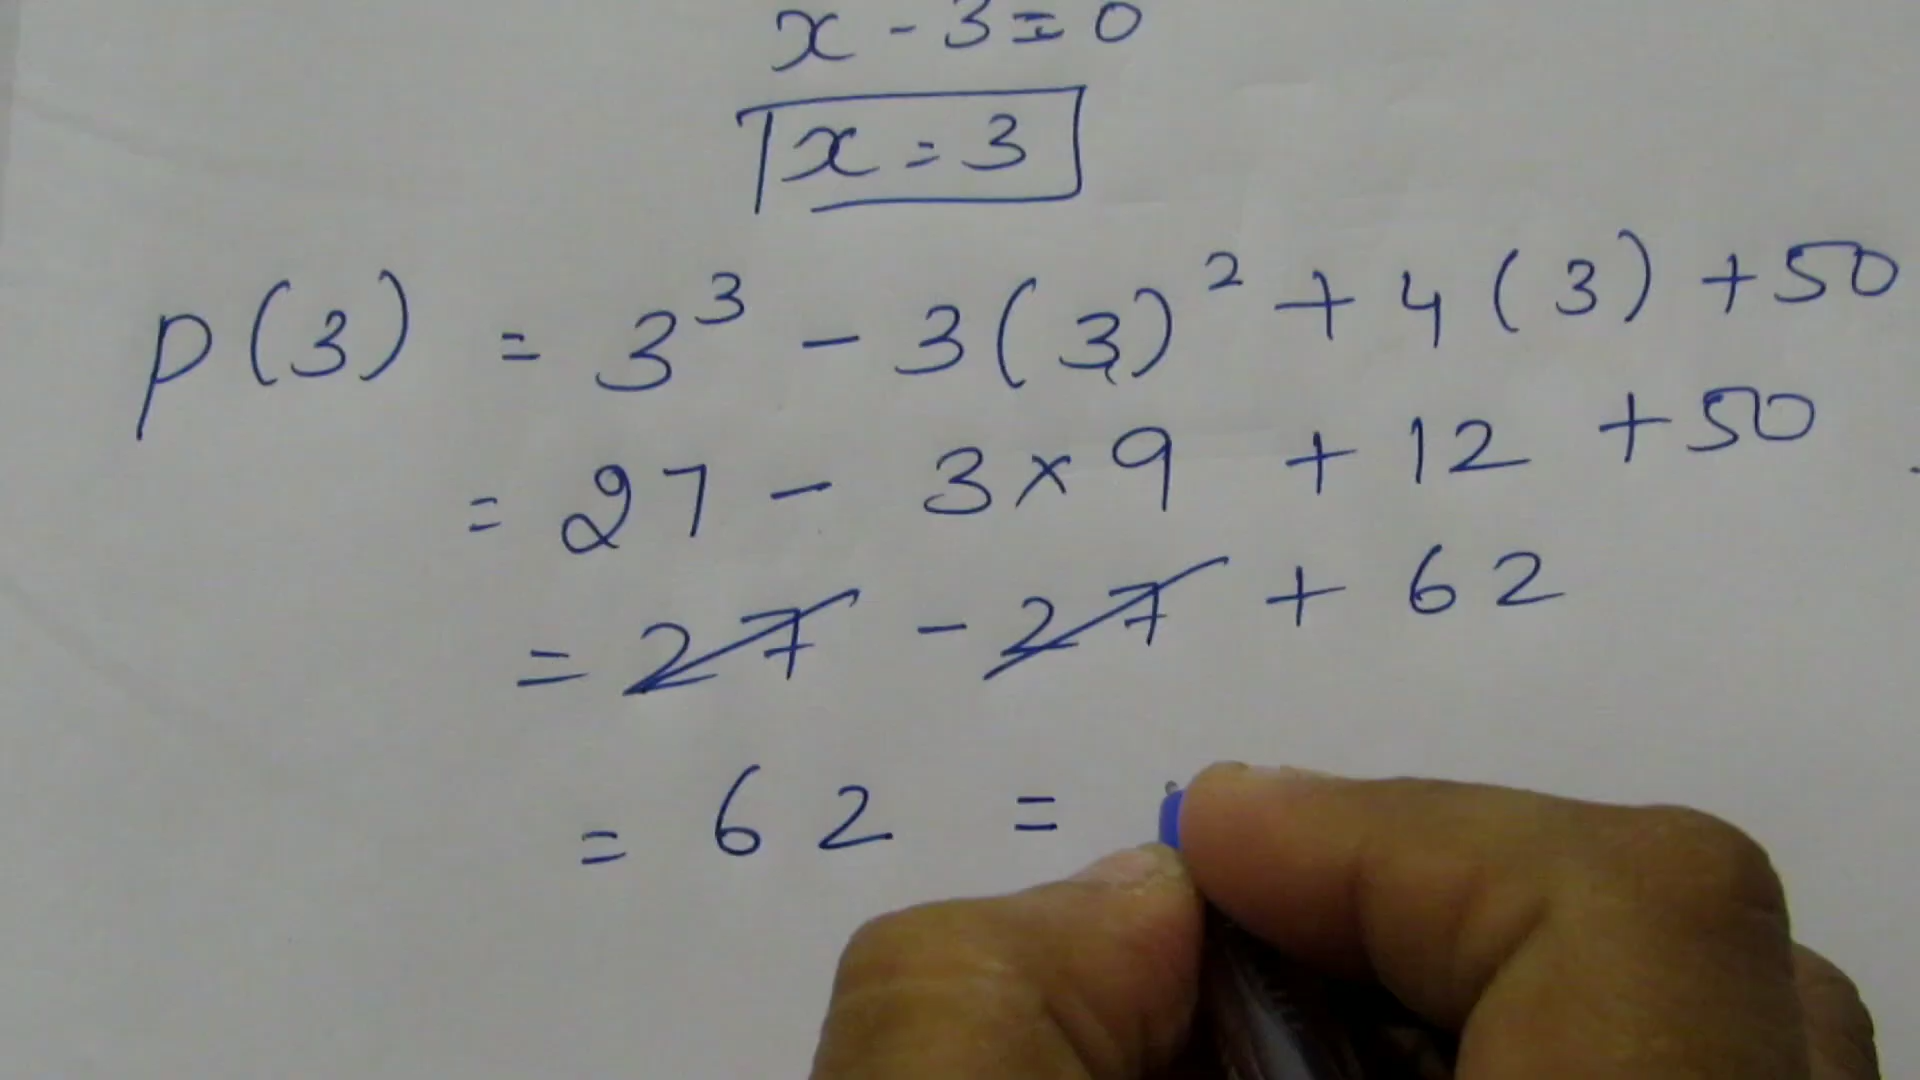 x - 3 = 0
x = 3
p(3) = 3³ - 3(3)² + 4(3) + 50
= 27 - 3 × 9 + 12 + 50
= 27 - 27 + 62
= 62 =